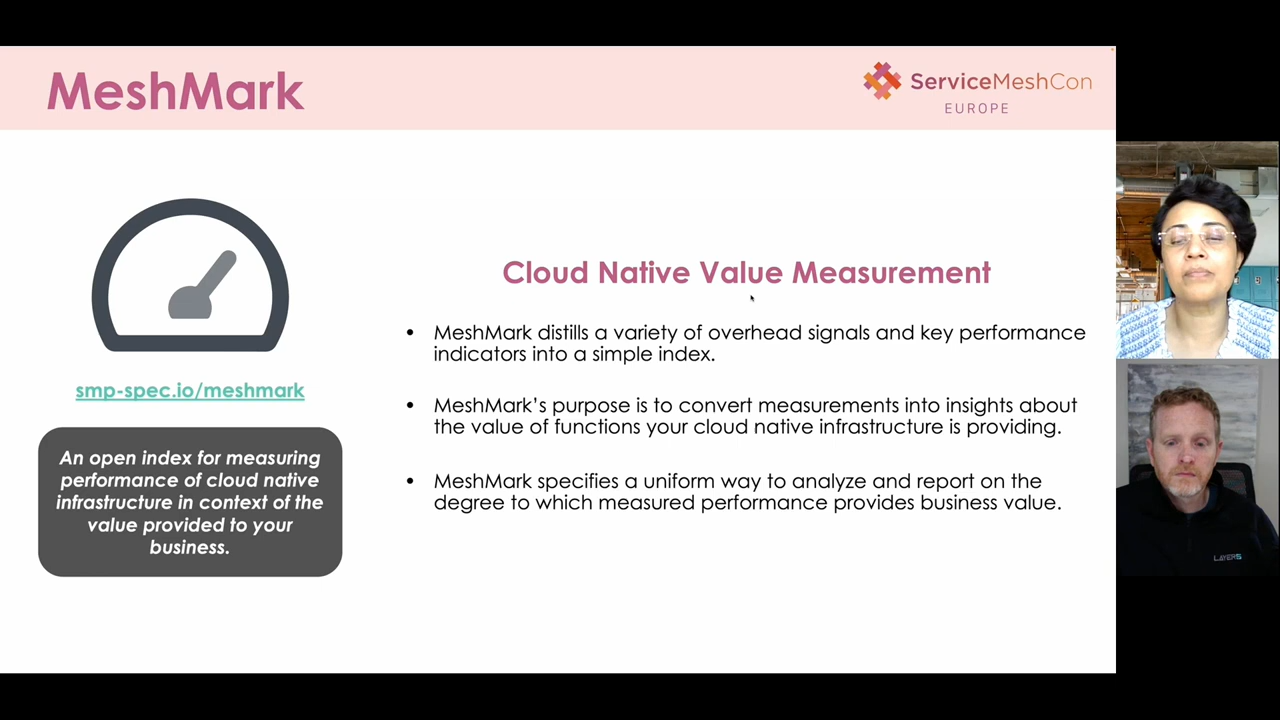 MeshMark
ServiceMeshCon
EUROPE
smp-spec.io/meshmark
An open index for measuring
performance of cloud native
infrastructure in context of the
value provided to your
business.
Cloud Native Value Measurement
• MeshMark distills a variety of overhead signals and key performance
indicators into a simple index.
• MeshMark’s purpose is to convert measurements into insights about
the value of functions your cloud native infrastructure is providing.
• MeshMark specifies a uniform way to analyze and report on the
degree to which measured performance provides business value.
LAYER5